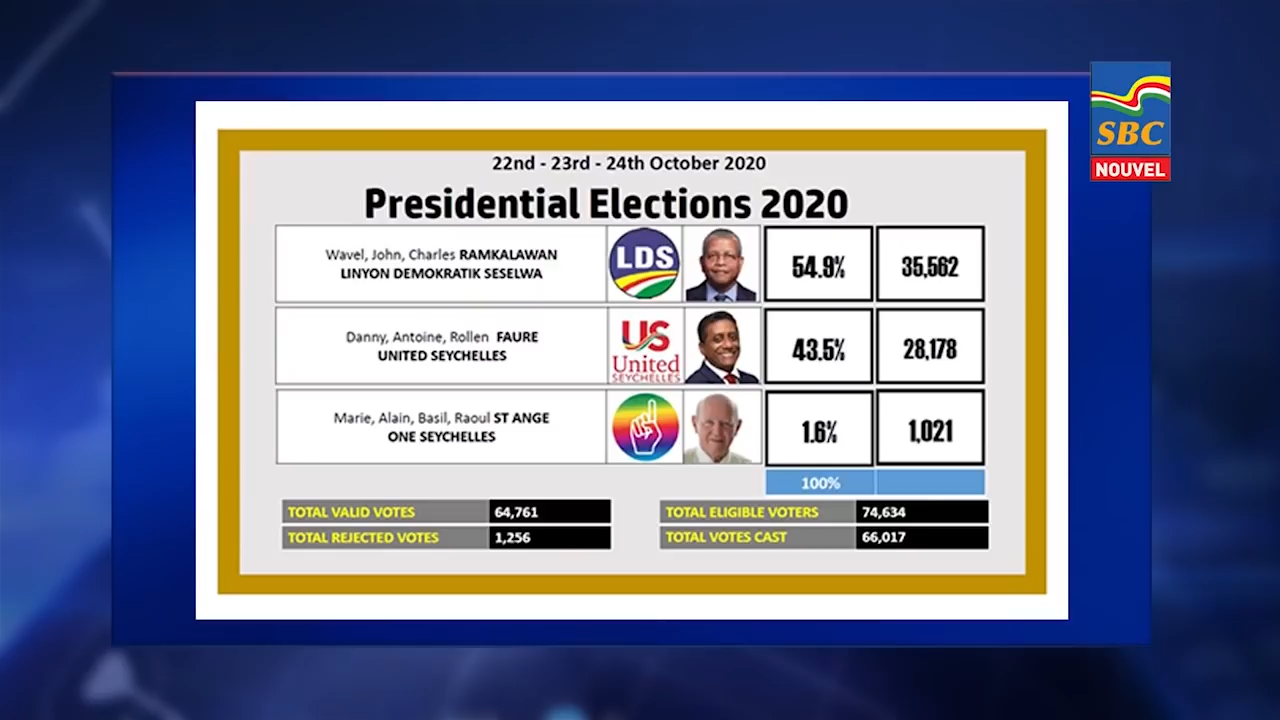 SBC
NOUVEL
22nd - 23rd - 24th October 2020
Presidential Elections 2020
Wavel, John, Charles RAMKALAWAN
LINYON DEMOKRATIK SESELWA
LDS
54.9%
35,562
Danny, Antoine, Rollen FAURE
UNITED SEYCHELLES
US
United
SEYCHELLES
43.5%
28,178
Marie, Alain, Basil, Raoul ST ANGE
ONE SEYCHELLES
1.6%
1,021
100%
TOTAL VALID VOTES 64,761
TOTAL REJECTED VOTES 1,256
TOTAL ELIGIBLE VOTERS 74,634
TOTAL VOTES CAST 66,017